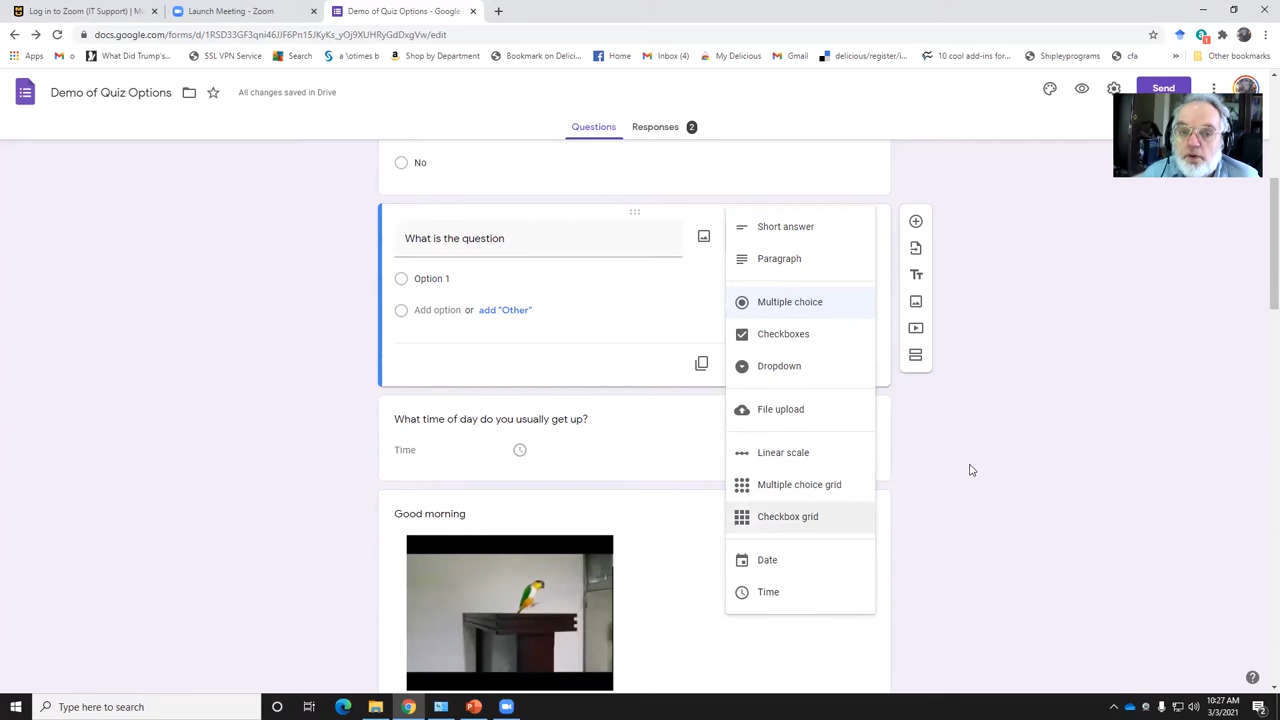 Log in to Zoom (IT Support) | Me
Launch Meeting - Zoom
Demo of Quiz Options - Google
docs.google.com/forms/d/1RSD33GF3qni46JJF6Pn15JKyKs_yOj9XUHRyGdDxgVw/edit
Apps
What Did Trump's...
SSL VPN Service
Search
a \otimes b
Shop by Department
Bookmark on Delici...
Home
Inbox (4)
My Delicious
Gmail
delicious/register/i...
10 cool add-ins for...
Shipleyprograms
cfa
»
Other bookmarks
Demo of Quiz Options
All changes saved in Drive
Send
Questions
Responses 2
No
What is the question
Option 1
Add option or add "Other"
Short answer
Paragraph
Multiple choice
Checkboxes
Dropdown
File upload
Linear scale
Multiple choice grid
Checkbox grid
Date
Time
What time of day do you usually get up?
Time
Good morning
Type here to search
10:27 AM
3/3/2021